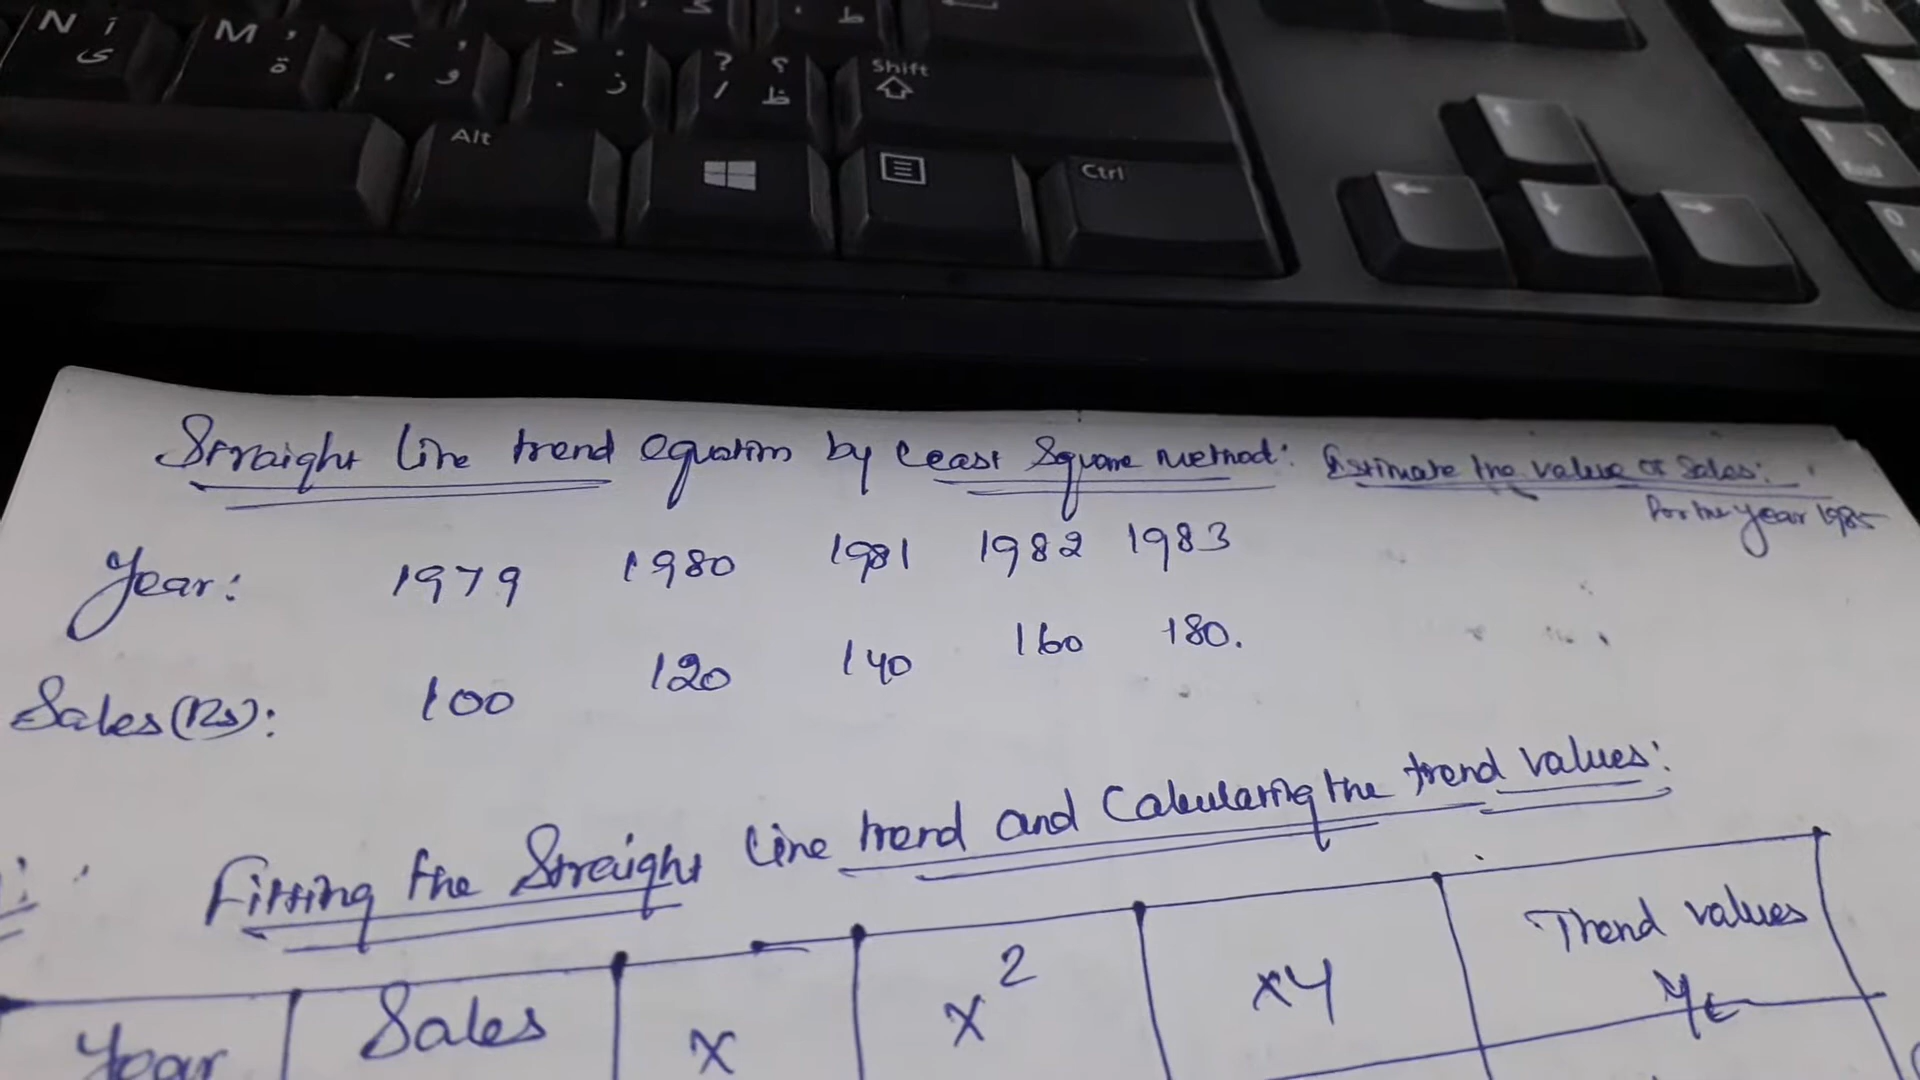 N آ ى
M ، ة
< , و
> . ز
? ؟ / ظ
Shift
Alt
Ctrl
Straight line trend equation by Least Square method: Estimate the value of Sales:
For the year 1985
Year: 1979 1980 1981 1982 1983
Sales (Rs): 100 120 140 160 180.
Fitting the Straight line trend and Calculating the trend values:
Year Sales X X² XY Trend values Yt